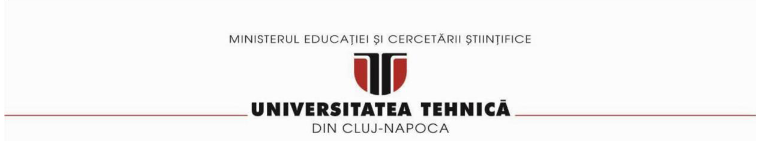 MINISTERUL EDUCAȚIEI ȘI CERCETĂRII ȘTIINȚIFICE
UNIVERSITATEA TEHNICĂ
DIN CLUJ-NAPOCA